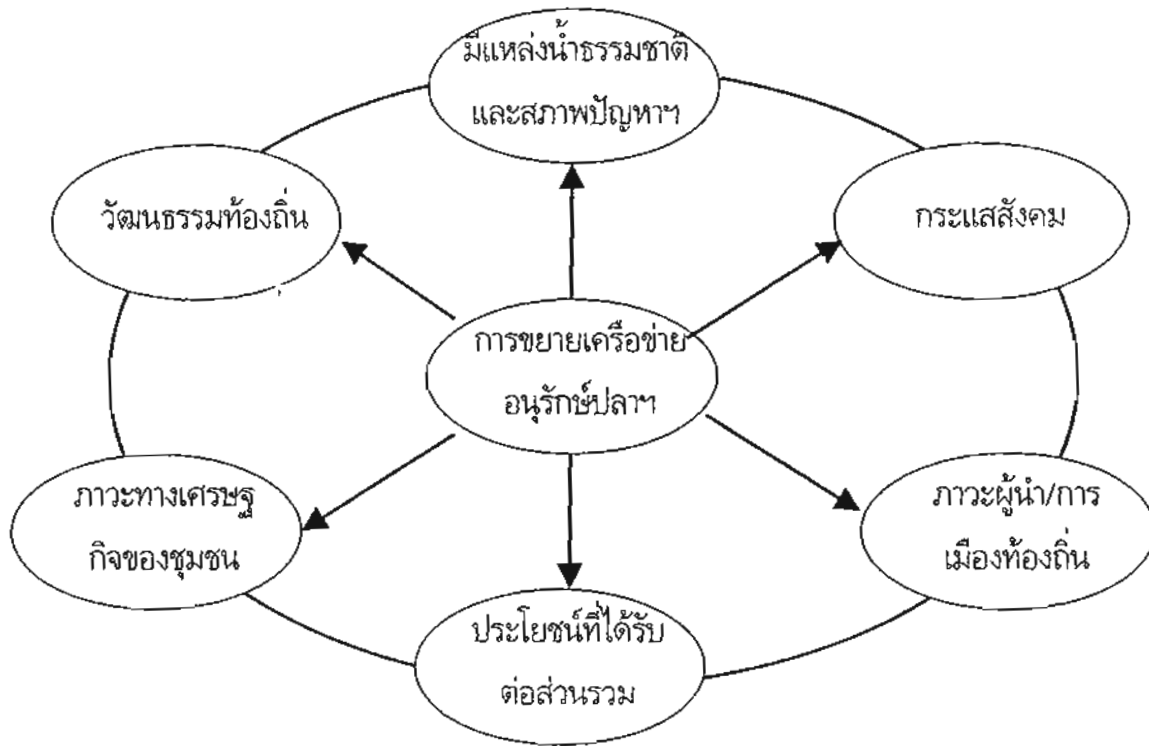 มีแหล่งน้ำธรรมชาติ
และสภาพปัญหาฯ
วัฒนธรรมท้องถิ่น
กระแสสังคม
การขยายเครือข่าย
อนุรักษ์ปลาฯ
ภาวะทางเศรษฐ
กิจของชุมชน
ภาวะผู้นำ/การ
เมืองท้องถิ่น
ประโยชน์ที่ได้รับ
ต่อส่วนรวม